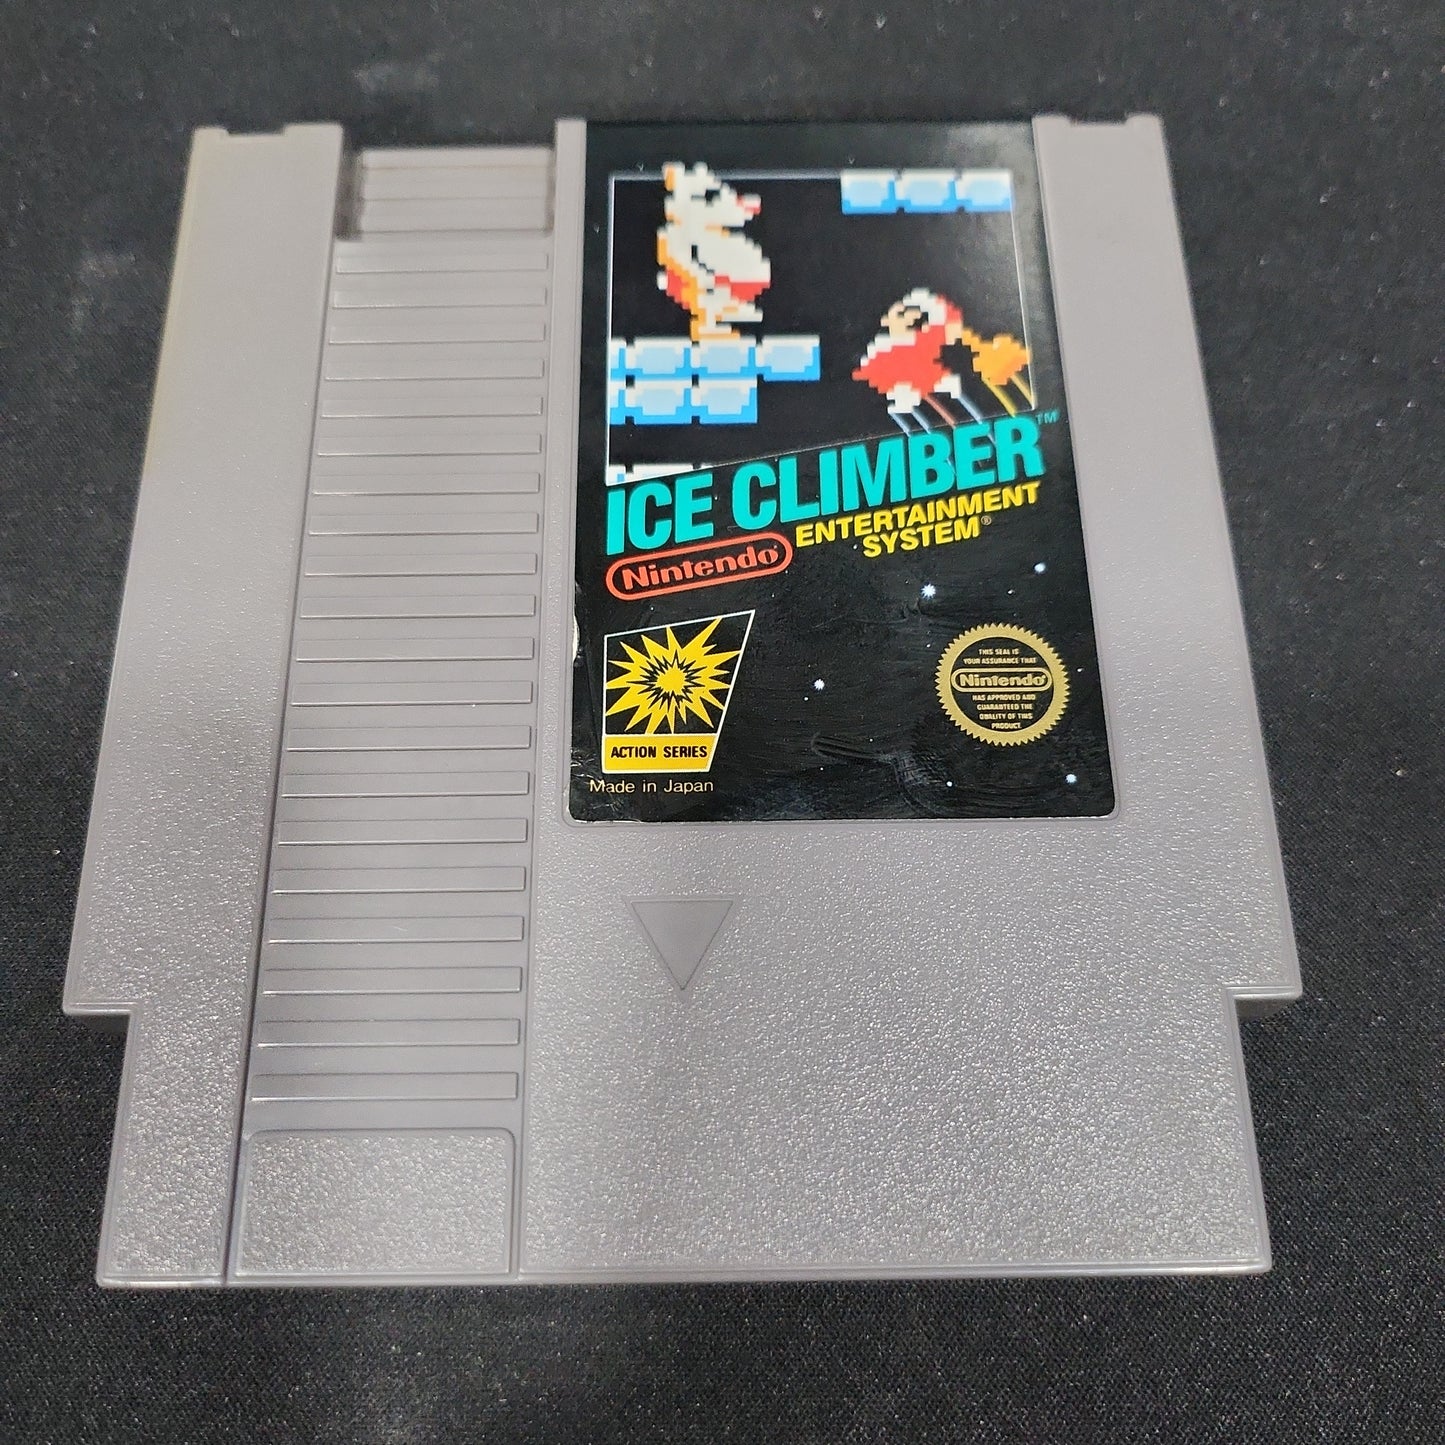 ICE CLIMBER™
Nintendo®
ENTERTAINMENT
SYSTEM®
ACTION SERIES
Made in Japan
THIS SEAL IS
YOUR ASSURANCE THAT
Nintendo®
HAS APPROVED AND
GUARANTEED THE
QUALITY OF THIS
PRODUCT.